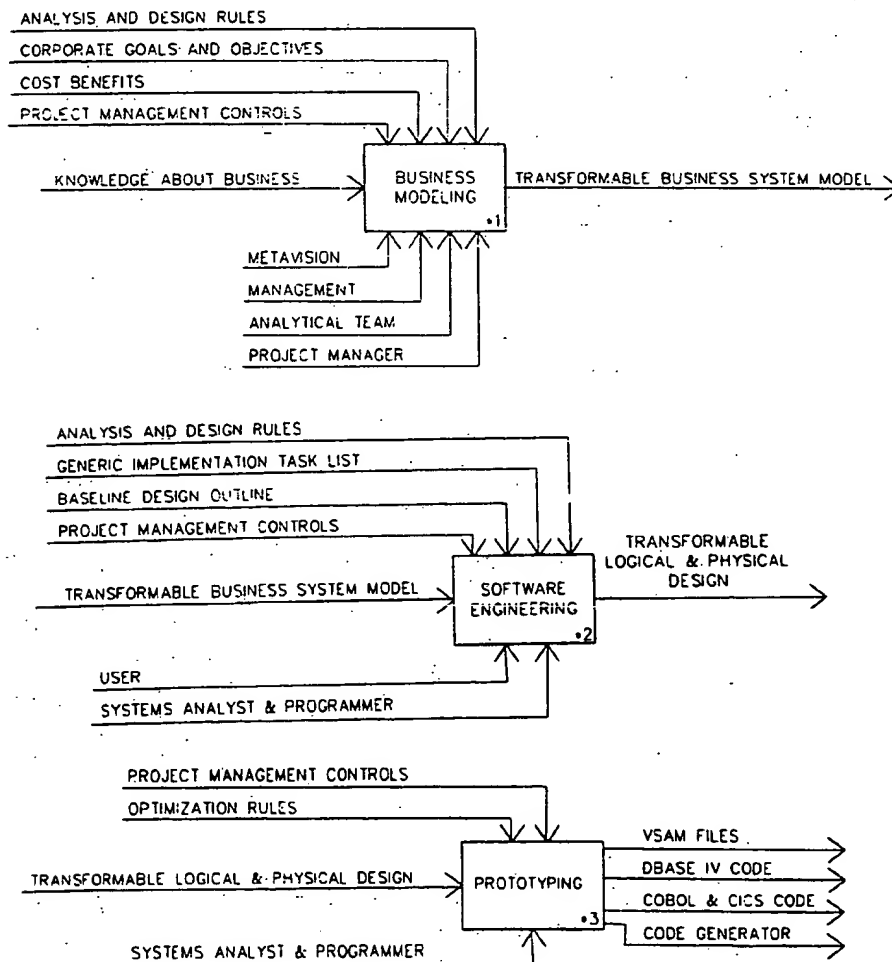 ANALYSIS AND DESIGN RULES
CORPORATE GOALS AND OBJECTIVES
COST BENEFITS
PROJECT MANAGEMENT CONTROLS
KNOWLEDGE ABOUT BUSINESS
BUSINESS
MODELING
•1
TRANSFORMABLE BUSINESS SYSTEM MODEL
METAVISION
MANAGEMENT
ANALYTICAL TEAM
PROJECT MANAGER
ANALYSIS AND DESIGN RULES
GENERIC IMPLEMENTATION TASK LIST
BASELINE DESIGN OUTLINE
PROJECT MANAGEMENT CONTROLS
TRANSFORMABLE BUSINESS SYSTEM MODEL
SOFTWARE
ENGINEERING
•2
TRANSFORMABLE
LOGICAL & PHYSICAL
DESIGN
USER
SYSTEMS ANALYST & PROGRAMMER
PROJECT MANAGEMENT CONTROLS
OPTIMIZATION RULES
TRANSFORMABLE LOGICAL & PHYSICAL DESIGN
PROTOTYPING
•3
VSAM FILES
DBASE IV CODE
COBOL & CICS CODE
CODE GENERATOR
SYSTEMS ANALYST & PROGRAMMER